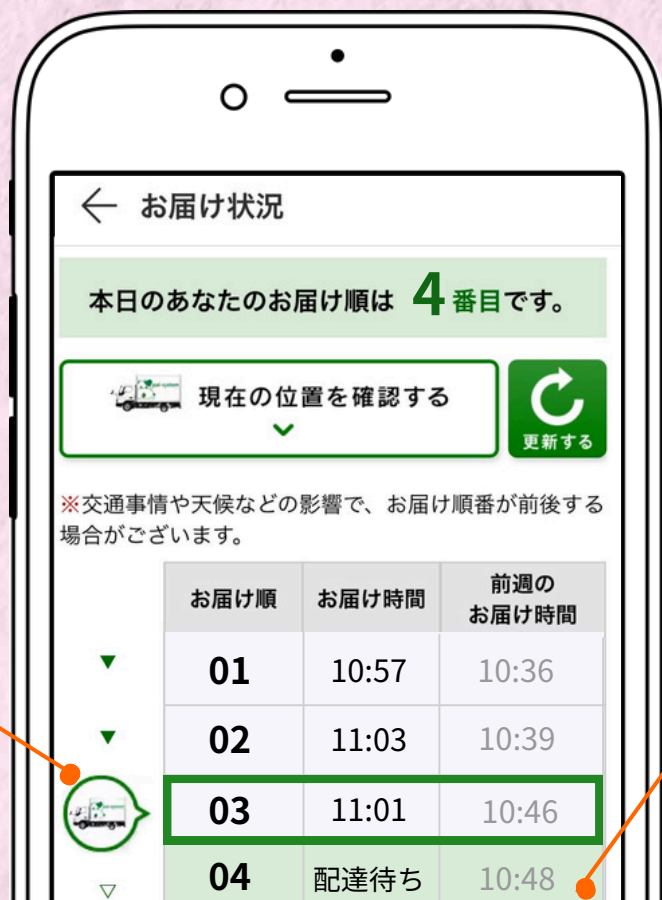 お届け状況
本日のあなたのお届け順は 4番目です。
現在の位置を確認する
更新する
※交通事情や天候などの影響で、お届け順番が前後する
場合がございます。
お届け順 お届け時間 前週の
お届け時間
01 10:57 10:36
02 11:03 10:39
03 11:01 10:46
04 配達待ち 10:48